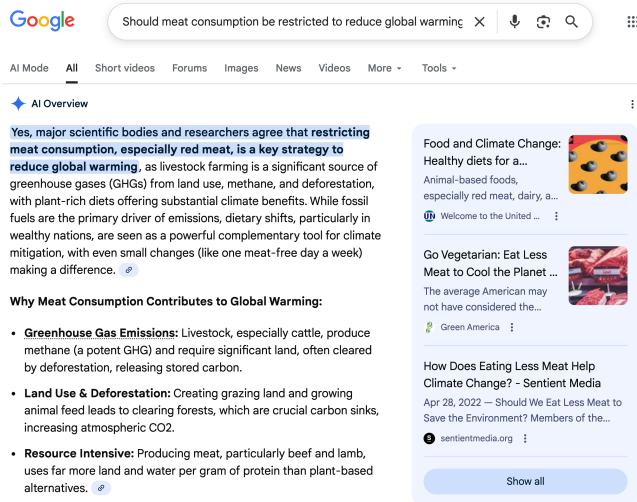 Google
Should meat consumption be restricted to reduce global warming
AI Mode
All
Short videos
Forums
Images
News
Videos
More
Tools
AI Overview
Yes, major scientific bodies and researchers agree that restricting
meat consumption, especially red meat, is a key strategy to
reduce global warming, as livestock farming is a significant source of
greenhouse gases (GHGs) from land use, methane, and deforestation,
with plant-rich diets offering substantial climate benefits. While fossil
fuels are the primary driver of emissions, dietary shifts, particularly in
wealthy nations, are seen as a powerful complementary tool for climate
mitigation, with even small changes (like one meat-free day a week)
making a difference.
Why Meat Consumption Contributes to Global Warming:
• Greenhouse Gas Emissions: Livestock, especially cattle, produce
methane (a potent GHG) and require significant land, often cleared
by deforestation, releasing stored carbon.
• Land Use & Deforestation: Creating grazing land and growing
animal feed leads to clearing forests, which are crucial carbon sinks,
increasing atmospheric CO2.
• Resource Intensive: Producing meat, particularly beef and lamb,
uses far more land and water per gram of protein than plant-based
alternatives.
Food and Climate Change:
Healthy diets for a...
Animal-based foods,
especially red meat, dairy, a...
UN Welcome to the United ...
Go Vegetarian: Eat Less
Meat to Cool the Planet ...
The average American may
not have considered the...
Green America
How Does Eating Less Meat Help
Climate Change? - Sentient Media
Apr 28, 2022 — Should We Eat Less Meat to
Save the Environment? Members of the...
S sentientmedia.org
Show all